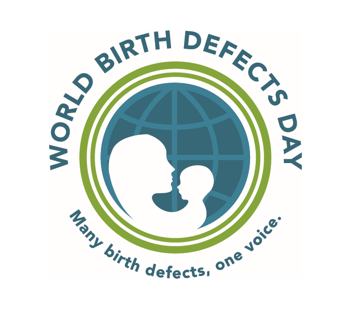 WORLD BIRTH DEFECTS DAY
Many birth defects, one voice.